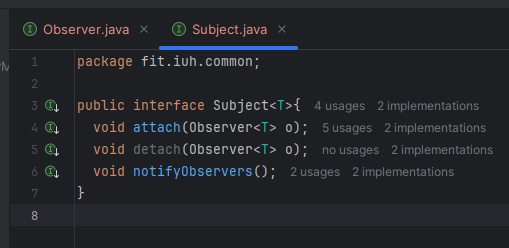 Observer.java
Subject.java
1 package fit.iuh.common;
2
3 public interface Subject<T>{ 4 usages 2 implementations
4 void attach(Observer<T> o); 5 usages 2 implementations
5 void detach(Observer<T> o); no usages 2 implementations
6 void notifyObservers(); 2 usages 2 implementations
7 }
8